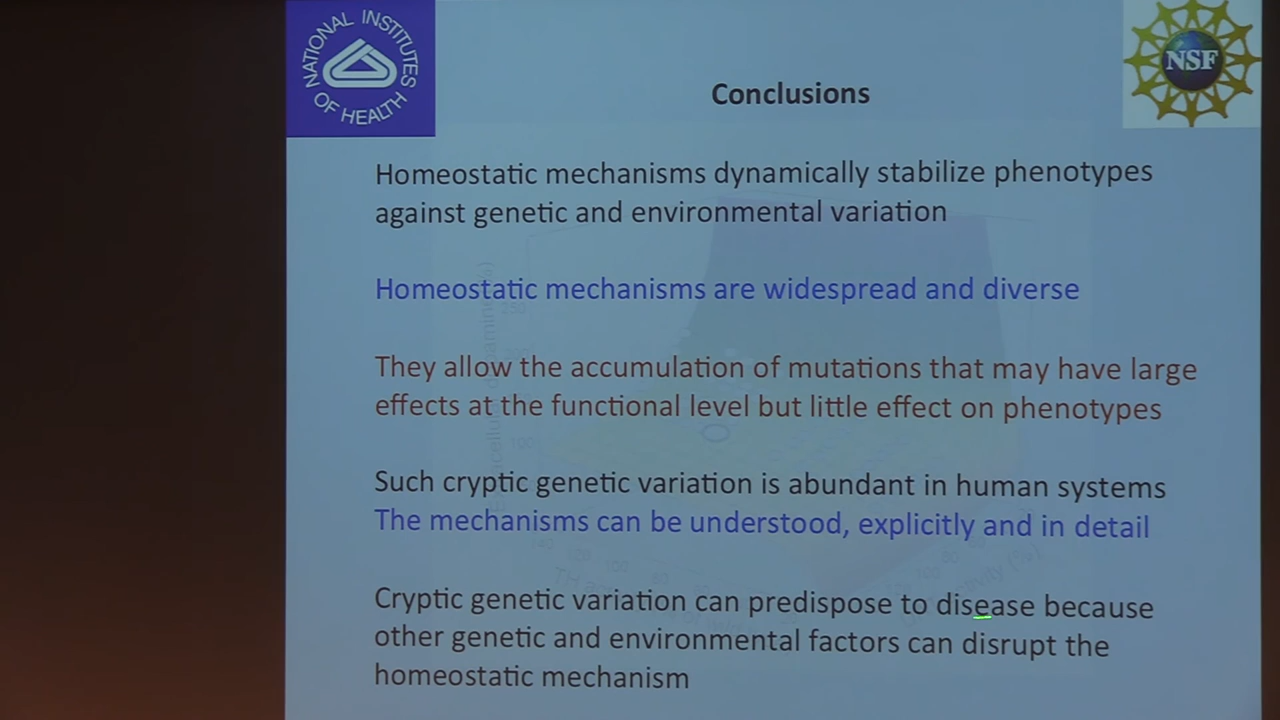 NATIONAL INSTITUTES
OF HEALTH
NSF
Conclusions
Homeostatic mechanisms dynamically stabilize phenotypes
against genetic and environmental variation
Homeostatic mechanisms are widespread and diverse
They allow the accumulation of mutations that may have large
effects at the functional level but little effect on phenotypes
Such cryptic genetic variation is abundant in human systems
The mechanisms can be understood, explicitly and in detail
Cryptic genetic variation can predispose to disease because
other genetic and environmental factors can disrupt the
homeostatic mechanism